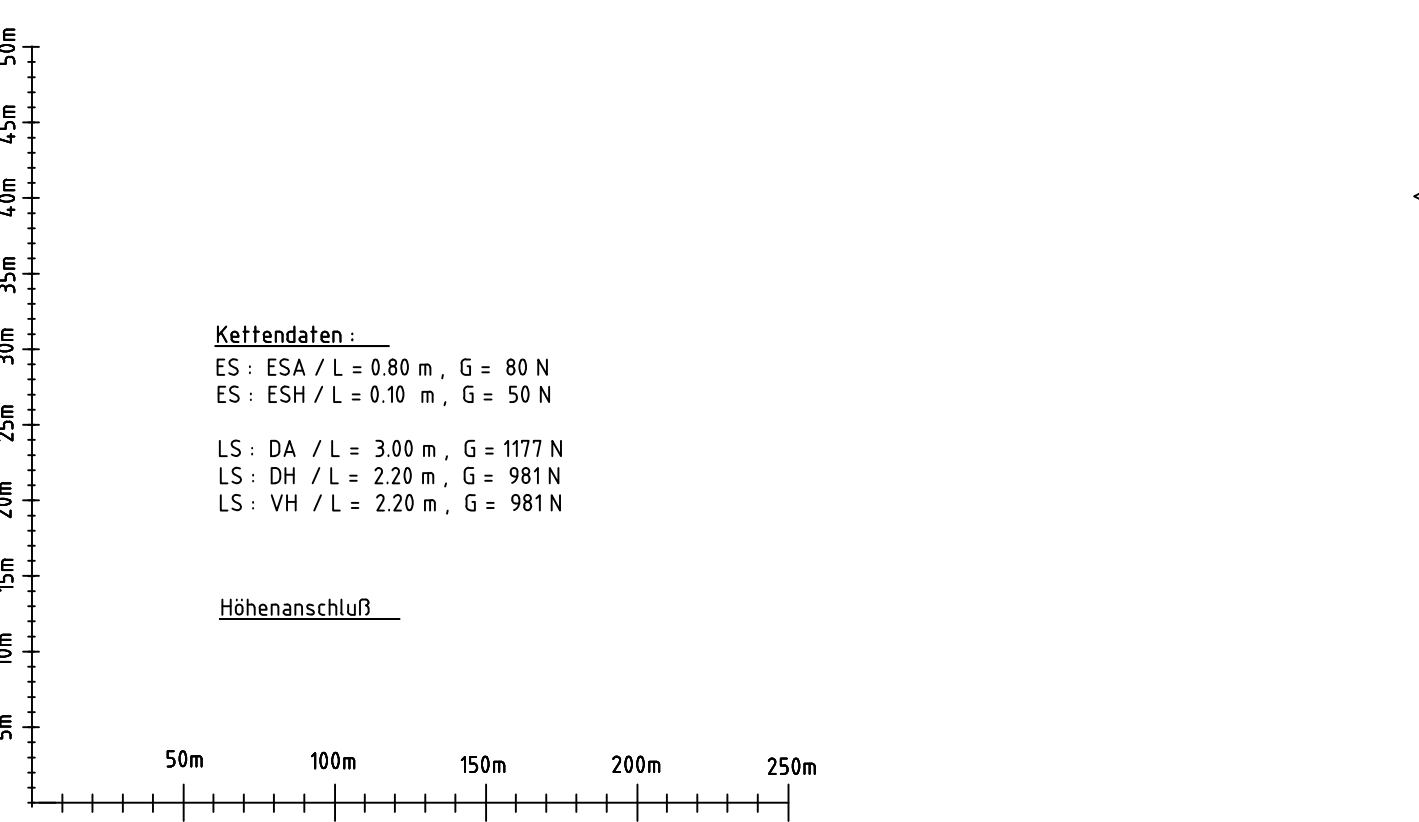 50m
45m
40m
35m
30m
25m
20m
15m
10m
5m
Kettendaten :
ES : ESA / L = 0.80 m , G = 80 N
ES : ESH / L = 0.10 m , G = 50 N
LS : DA / L = 3.00 m , G = 1177 N
LS : DH / L = 2.20 m , G = 981 N
LS : VH / L = 2.20 m , G = 981 N
Höhenanschluß
50m 100m 150m 200m 250m